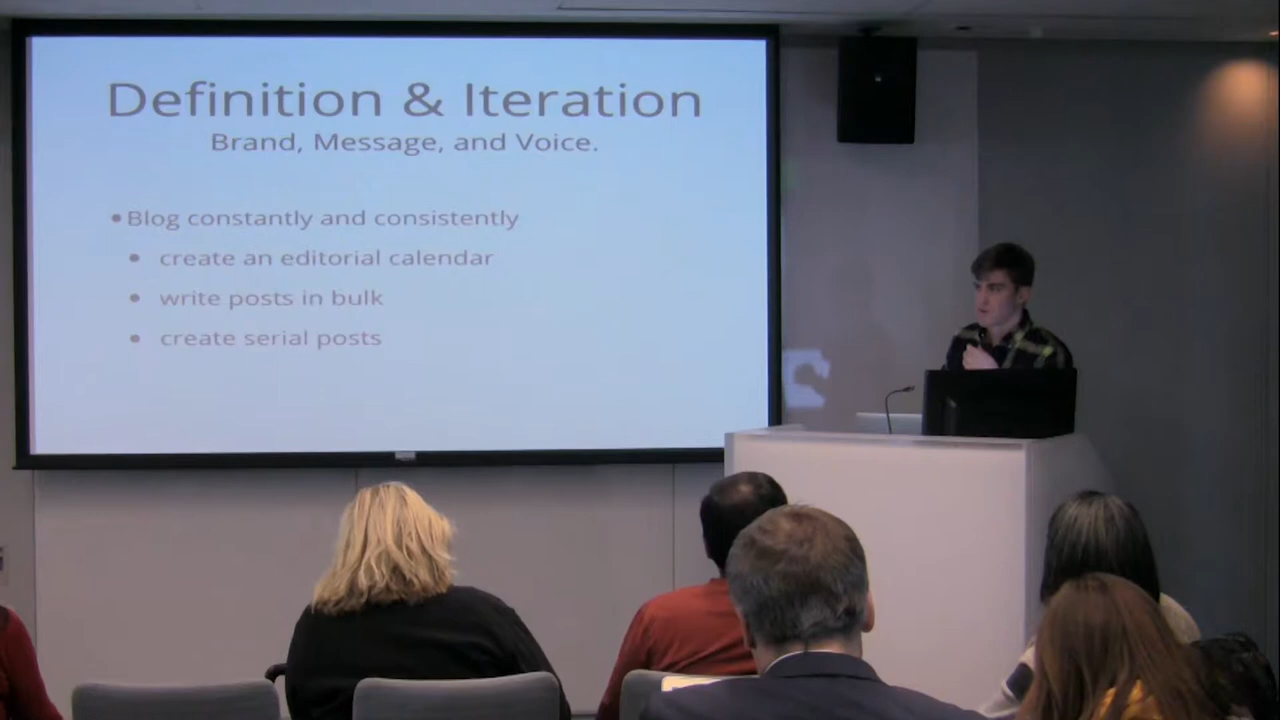 Definition & Iteration
Brand, Message, and Voice.
•Blog constantly and consistently
• create an editorial calendar
• write posts in bulk
• create serial posts